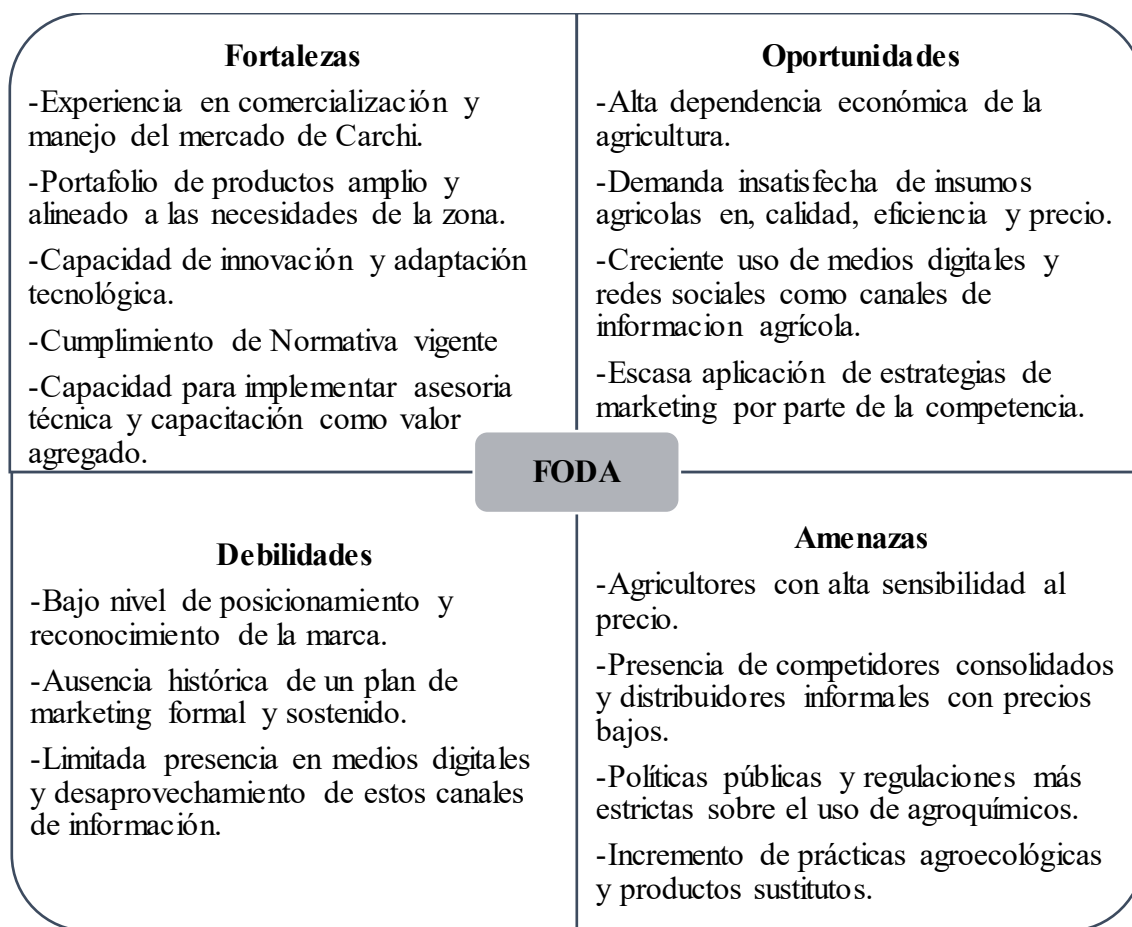 Fortalezas
-Experiencia en comercialización y
manejo del mercado de Carchi.
-Portafolio de productos amplio y
alineado a las necesidades de la zona.
-Capacidad de innovación y adaptación
tecnológica.
-Cumplimiento de Normativa vigente
-Capacidad para implementar asesoria
técnica y capacitación como valor
agregado.
Oportunidades
-Alta dependencia económica de la
agricultura.
-Demanda insatisfecha de insumos
agricolas en, calidad, eficiencia y precio.
-Creciente uso de medios digitales y
redes sociales como canales de
informacion agrícola.
-Escasa aplicación de estrategias de
marketing por parte de la competencia.
FODA
Debilidades
-Bajo nivel de posicionamiento y
reconocimiento de la marca.
-Ausencia histórica de un plan de
marketing formal y sostenido.
-Limitada presencia en medios digitales
y desaprovechamiento de estos canales
de información.
Amenazas
-Agricultores con alta sensibilidad al
precio.
-Presencia de competidores consolidados
y distribuidores informales con precios
bajos.
-Políticas públicas y regulaciones más
estrictas sobre el uso de agroquímicos.
-Incremento de prácticas agroecológicas
y productos sustitutos.